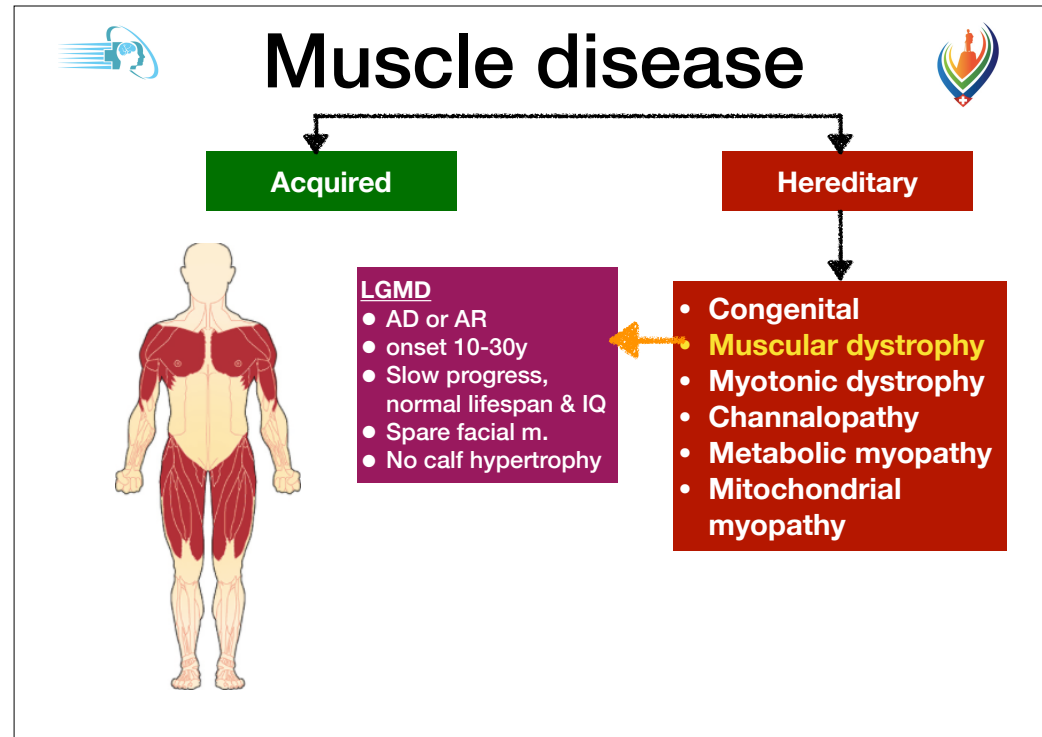 Muscle disease
Acquired
Hereditary
LGMD
● AD or AR
● onset 10-30y
● Slow progress,
normal lifespan & IQ
● Spare facial m.
● No calf hypertrophy
• Congenital
• Muscular dystrophy
• Myotonic dystrophy
• Channalopathy
• Metabolic myopathy
• Mitochondrial
myopathy